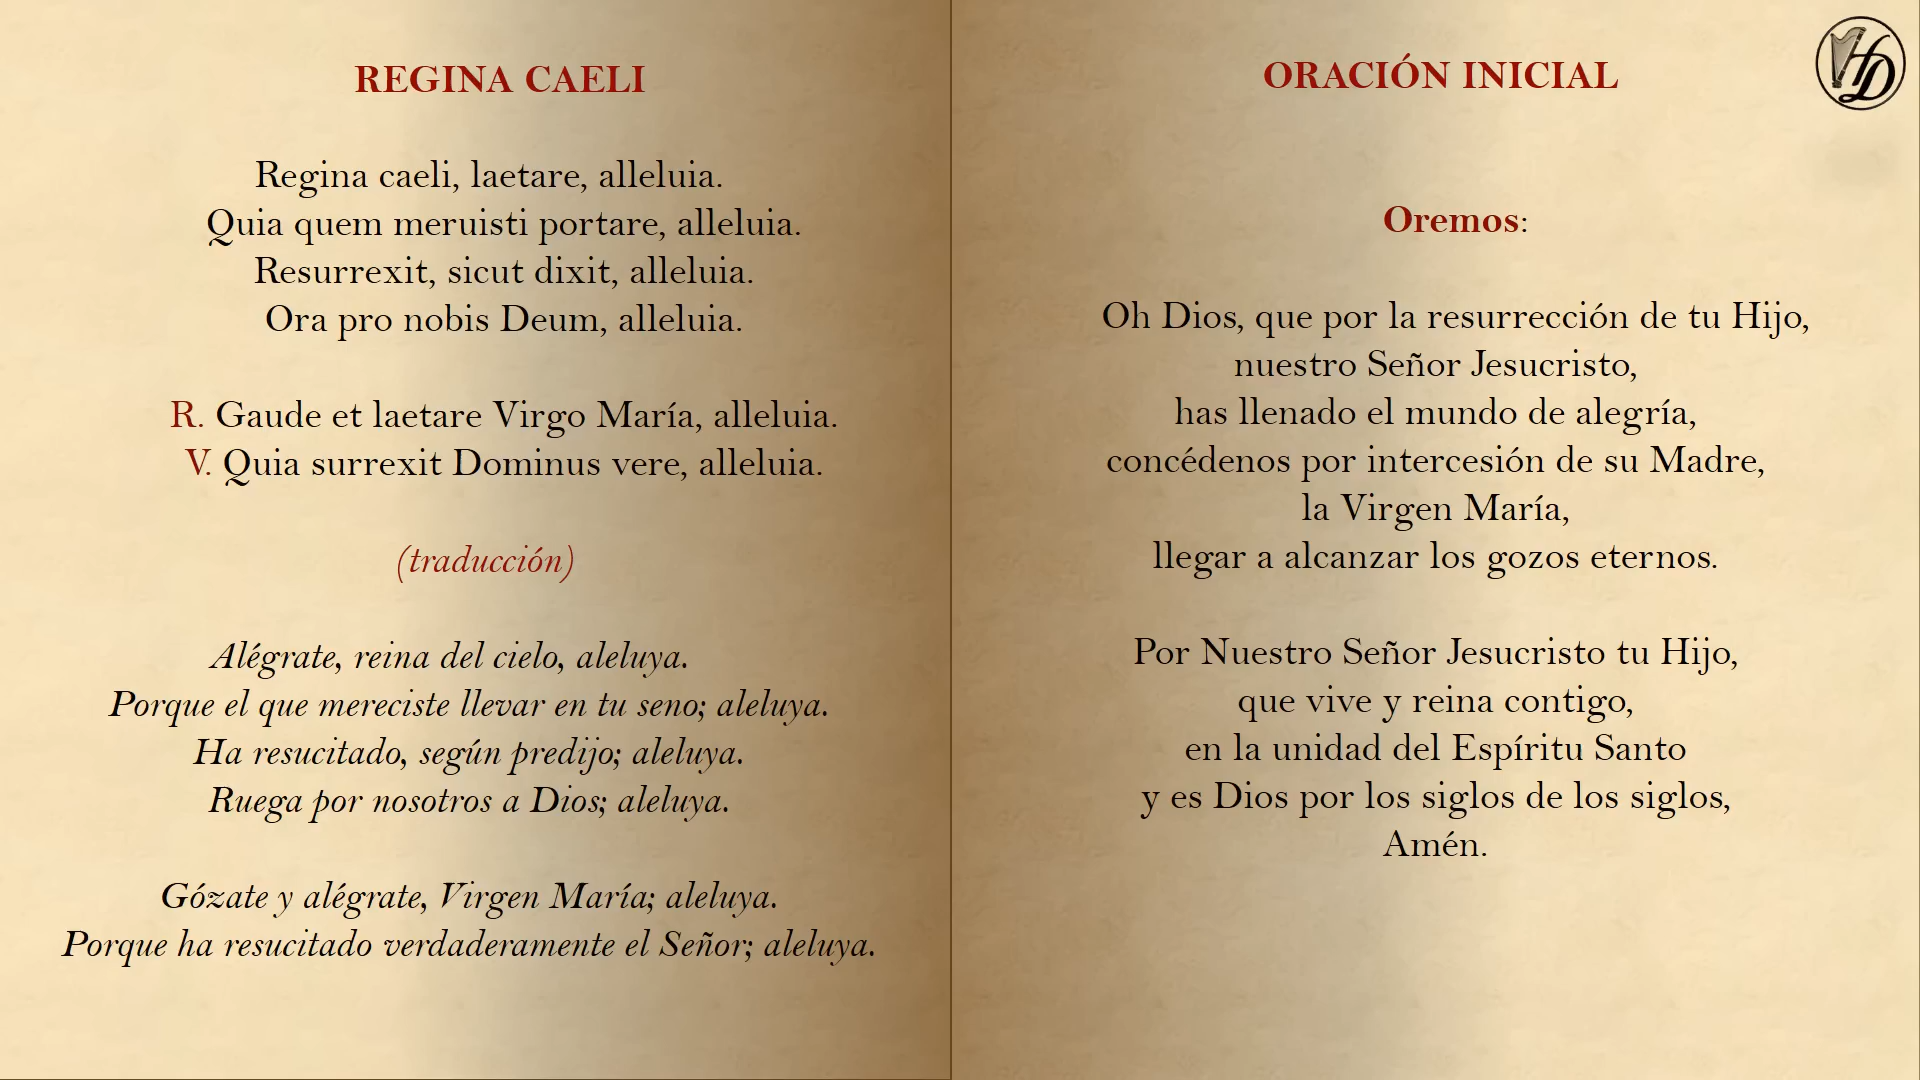 REGINA CAELI
Regina caeli, laetare, alleluia.
Quia quem meruisti portare, alleluia.
Resurrexit, sicut dixit, alleluia.
Ora pro nobis Deum, alleluia.
R. Gaude et laetare Virgo María, alleluia.
V. Quia surrexit Dominus vere, alleluia.
(traducción)
Alégrate, reina del cielo, aleluya.
Porque el que mereciste llevar en tu seno; aleluya.
Ha resucitado, según predijo; aleluya.
Ruega por nosotros a Dios; aleluya.
Gózate y alégrate, Virgen María; aleluya.
Porque ha resucitado verdaderamente el Señor; aleluya.
ORACIÓN INICIAL
Oremos:
Oh Dios, que por la resurrección de tu Hijo,
nuestro Señor Jesucristo,
has llenado el mundo de alegría,
concédenos por intercesión de su Madre,
la Virgen María,
llegar a alcanzar los gozos eternos.
Por Nuestro Señor Jesucristo tu Hijo,
que vive y reina contigo,
en la unidad del Espíritu Santo
y es Dios por los siglos de los siglos,
Amén.
HD